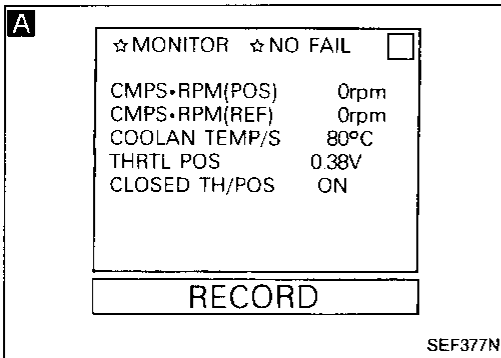 A
☆MONITOR ☆NO FAIL
CMPS•RPM(POS) 0rpm
CMPS•RPM(REF) 0rpm
COOLAN TEMP/S 80°C
THRTL POS 0.38V
CLOSED TH/POS ON
RECORD
SEF377N